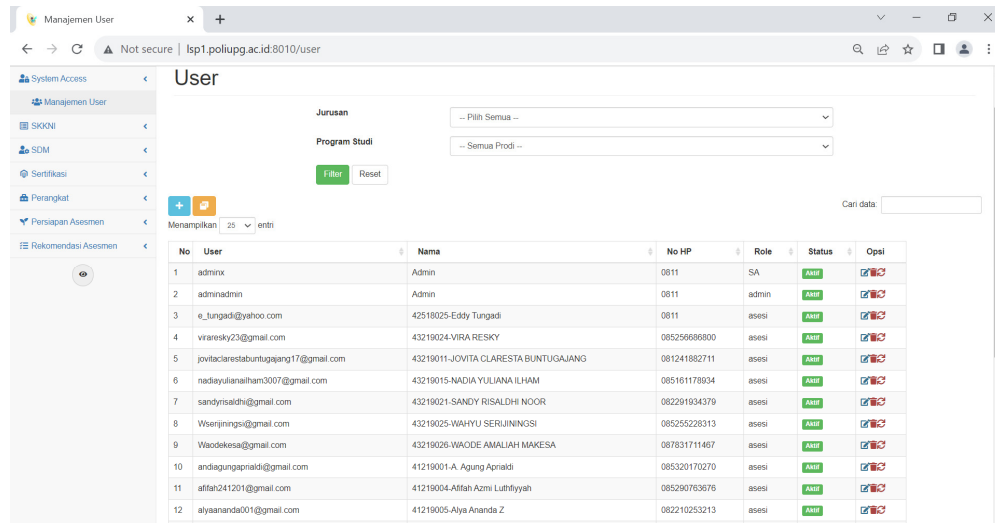 Manajemen User
Not secure | lsp1.poliupg.ac.id:8010/user
System Access
Manajemen User
SKKNI
SDM
Sertifikasi
Perangkat
Persiapan Asesmen
Rekomendasi Asesmen
User
Jurusan -- Pilih Semua --
Program Studi -- Semua Prodi --
Filter Reset
Cari data:
Menampilkan 25 entri
No User Nama No HP Role Status Opsi
1 adminx Admin 0811 SA Aktif
2 adminadmin Admin 0811 admin Aktif
3 e_tungadi@yahoo.com 42518025-Eddy Tungadi 0811 asesi Aktif
4 viraresky23@gmail.com 43219024-VIRA RESKY 085256686800 asesi Aktif
5 jovitaclarestabuntugajang17@gmail.com 43219011-JOVITA CLARESTA BUNTUGAJANG 081241882711 asesi Aktif
6 nadiayulianailham3007@gmail.com 43219015-NADIA YULIANA ILHAM 085161178934 asesi Aktif
7 sandyrisaldhi@gmail.com 43219021-SANDY RISALDHI NOOR 082291934379 asesi Aktif
8 Wserijiningsi@gmail.com 43219025-WAHYU SERIJININGSI 085255228313 asesi Aktif
9 Waodekesa@gmail.com 43219026-WAODE AMALIAH MAKESA 087831711467 asesi Aktif
10 andiagungaprialdi@gmail.com 41219001-A. Agung Aprialdi 085320170270 asesi Aktif
11 afifah241201@gmail.com 41219004-Afifah Azmi Luthfiyyah 085290763676 asesi Aktif
12 alyaananda001@gmail.com 41219005-Alya Ananda Z 082210253213 asesi Aktif